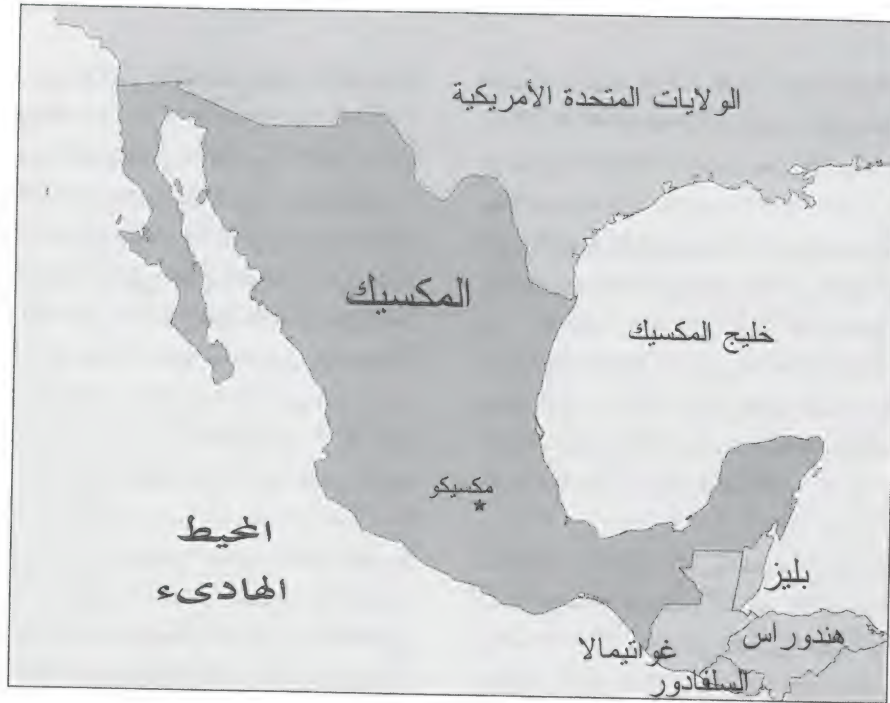 الولايات المتحدة الأمريكية
المكسيك
خليج المكسيك
مكسيكو
المحيط
الهادىء
بليز
هندوراس
غواتيمالا
السلفادور